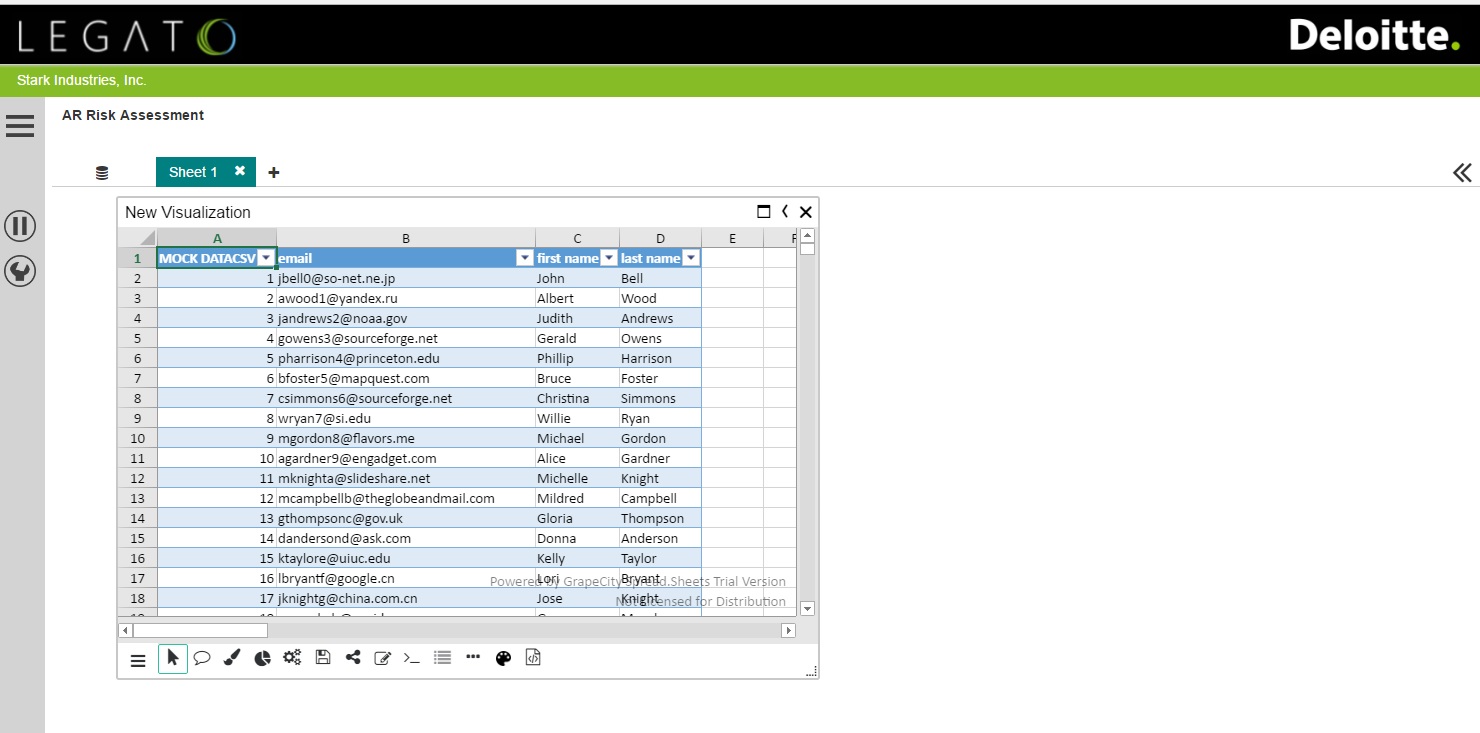 LEGATO
Deloitte.
Stark Industries, Inc.
AR Risk Assessment
Sheet 1
New Visualization
A B C D E F
1 MOCK DATACSV email first name last name
2 1 jbell0@so-net.ne.jp John Bell
3 2 awood1@yandex.ru Albert Wood
4 3 jandrews2@noaa.gov Judith Andrews
5 4 gowens3@sourceforge.net Gerald Owens
6 5 pharrison4@princeton.edu Phillip Harrison
7 6 bfoster5@mapquest.com Bruce Foster
8 7 csimmons6@sourceforge.net Christina Simmons
9 8 wryan7@si.edu Willie Ryan
10 9 mgordon8@flavors.me Michael Gordon
11 10 agardner9@engadget.com Alice Gardner
12 11 mknighta@slideshare.net Michelle Knight
13 12 mcampbellb@theglobeandmail.com Mildred Campbell
14 13 gthompsonc@gov.uk Gloria Thompson
15 14 dandersond@ask.com Donna Anderson
16 15 ktaylore@uiuc.edu Kelly Taylor
17 16 lbryantf@google.cn Lori Bryant
Powered by GrapeCity Spread.Sheets Trial Version
18 17 jknightg@china.com.cn Jose Knight
Not Licensed for Distribution